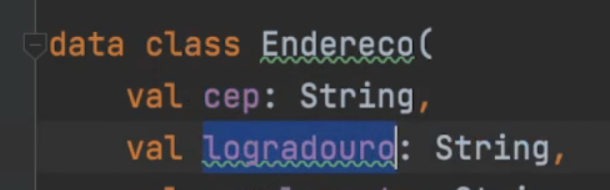 data class Endereco(
val cep: String,
val logradouro: String,